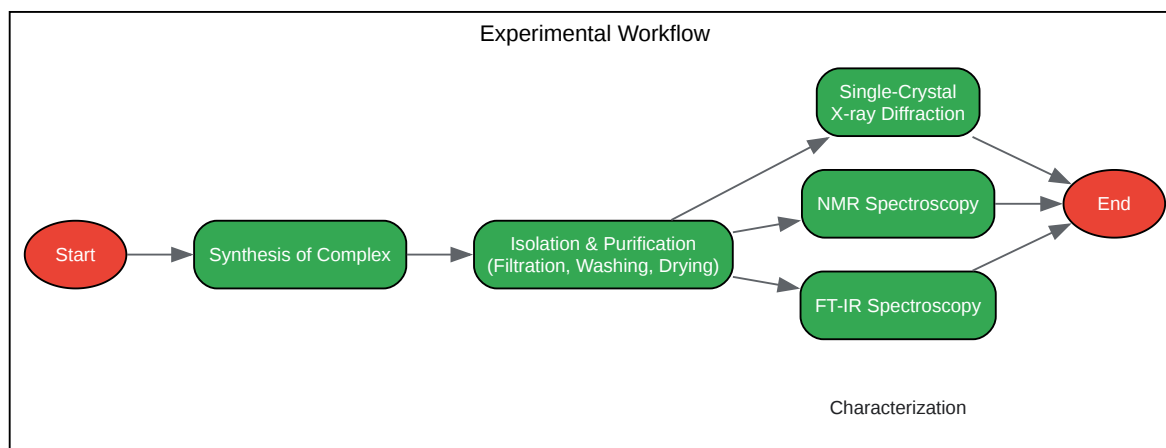 Experimental Workflow
Start
Synthesis of Complex
Isolation & Purification
(Filtration, Washing, Drying)
Single-Crystal
X-ray Diffraction
NMR Spectroscopy
FT-IR Spectroscopy
End
Characterization